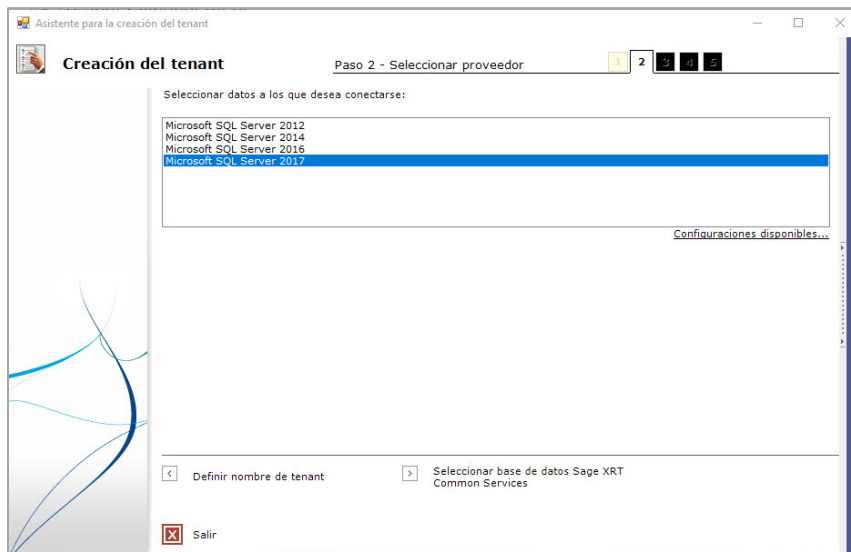 Asistente para la creación del tenant
Creación del tenant
Paso 2 - Seleccionar proveedor
1 2 3 4 5
Seleccionar datos a los que desea conectarse:
Microsoft SQL Server 2012
Microsoft SQL Server 2014
Microsoft SQL Server 2016
Microsoft SQL Server 2017
Configuraciones disponibles...
Definir nombre de tenant
Seleccionar base de datos Sage XRT
Common Services
Salir